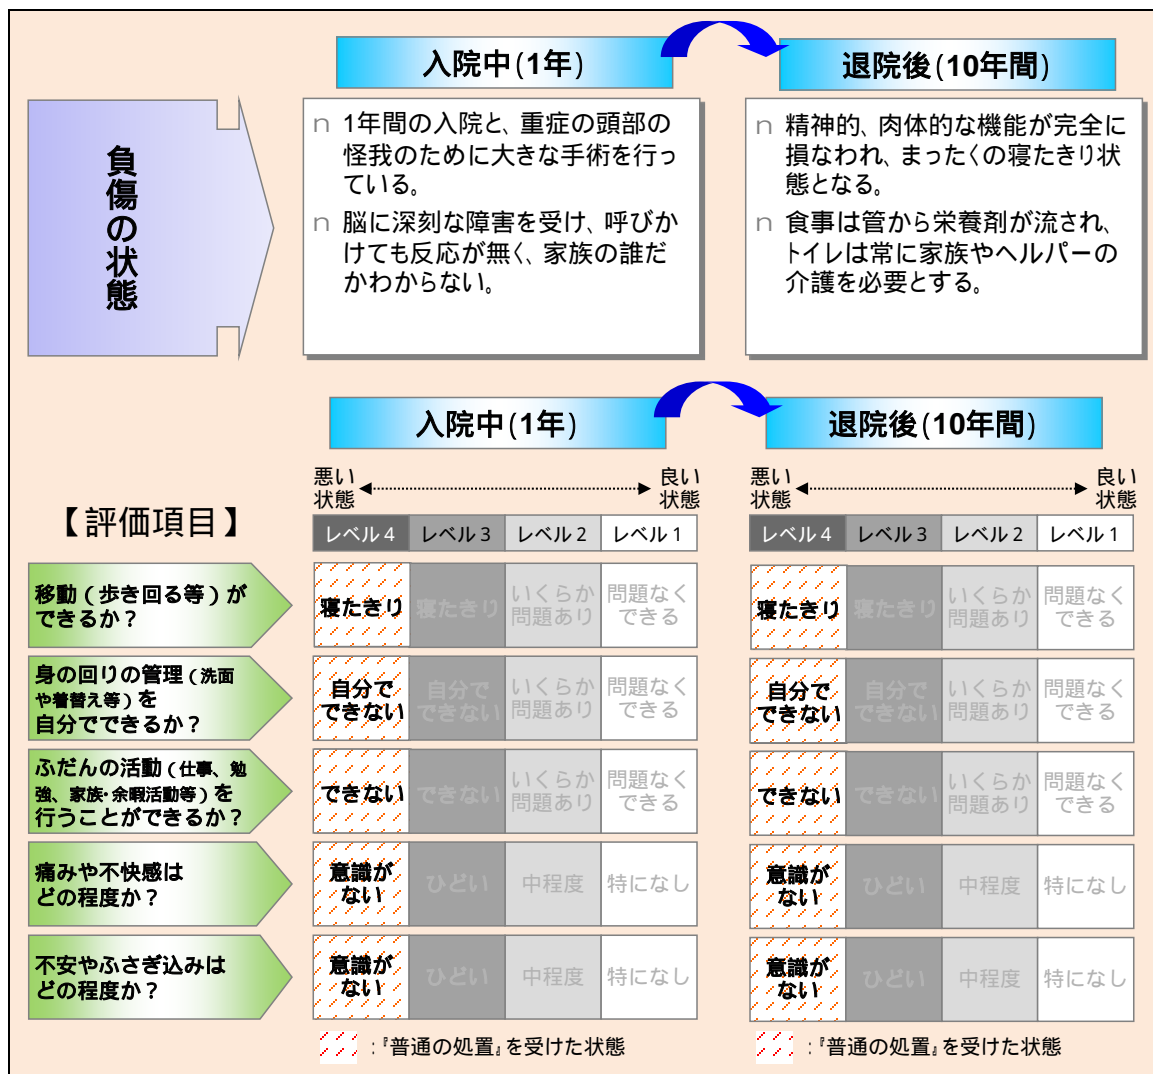 入院中(1年)
退院後(10年間)
負傷の状態
n 1年間の入院と、重症の頭部の
怪我のために大きな手術を行っ
ている。
n 脳に深刻な障害を受け、呼びか
けても反応が無く、家族の誰だ
かわからない。
n 精神的、肉体的な機能が完全に
損なわれ、まったくの寝たきり状
態となる。
n 食事は管から栄養剤が流され、
トイレは常に家族やヘルパーの
介護を必要とする。
入院中(1年)
退院後(10年間)
悪い
状態
良い
状態
悪い
状態
良い
状態
【評価項目】
レベル4 レベル3 レベル2 レベル1
レベル4 レベル3 レベル2 レベル1
移動(歩き回る等)が
できるか?
寝たきり
寝たきり
いくらか
問題あり
問題なく
できる
寝たきり
寝たきり
いくらか
問題あり
問題なく
できる
身の回りの管理(洗面
や着替え等)を
自分でできるか?
自分で
できない
自分で
できない
いくらか
問題あり
問題なく
できる
自分で
できない
自分で
できない
いくらか
問題あり
問題なく
できる
ふだんの活動(仕事、勉
強、家族・余暇活動等)を
行うことができるか?
できない
できない
いくらか
問題あり
問題なく
できる
できない
できない
いくらか
問題あり
問題なく
できる
痛みや不快感は
どの程度か?
意識が
ない
ひどい
中程度
特になし
意識が
ない
ひどい
中程度
特になし
不安やふさぎ込みは
どの程度か?
意識が
ない
ひどい
中程度
特になし
意識が
ない
ひどい
中程度
特になし
:『普通の処置』を受けた状態
:『普通の処置』を受けた状態